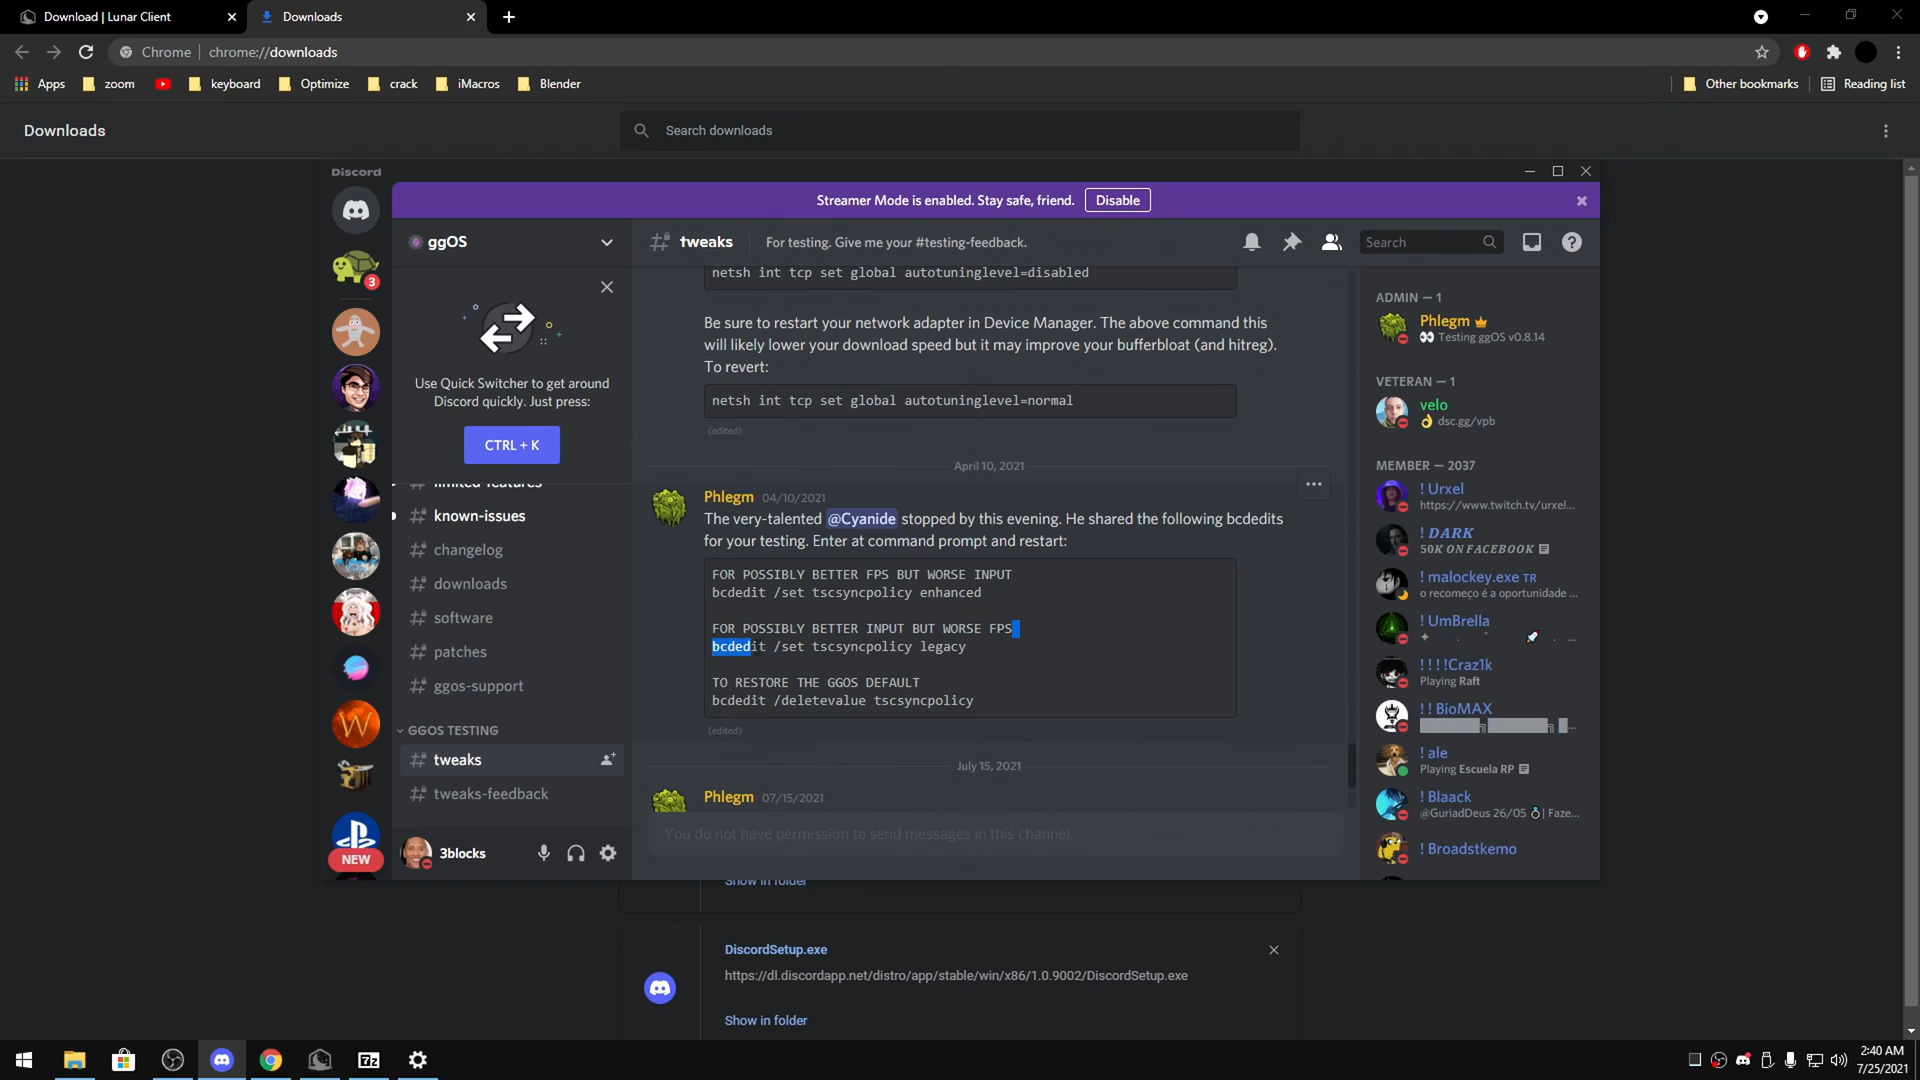 Download | Lunar Client
Downloads
Chrome
chrome://downloads
Apps
zoom
keyboard
Optimize
crack
iMacros
Blender
Other bookmarks
Reading list
Downloads
Search downloads
Discord
Streamer Mode is enabled. Stay safe, friend.
Disable
ggOS
tweaks
For testing. Give me your #testing-feedback.
Search
3
Use Quick Switcher to get around
Discord quickly. Just press:
CTRL + K
limited-features
known-issues
changelog
downloads
software
patches
ggos-support
GGOS TESTING
tweaks
tweaks-feedback
NEW
3blocks
netsh int tcp set global autotuninglevel=disabled
Be sure to restart your network adapter in Device Manager. The above command this
will likely lower your download speed but it may improve your bufferbloat (and hitreg).
To revert:
netsh int tcp set global autotuninglevel=normal
(edited)
April 10, 2021
Phlegm 04/10/2021
The very-talented @Cyanide stopped by this evening. He shared the following bcdedits
for your testing. Enter at command prompt and restart:
FOR POSSIBLY BETTER FPS BUT WORSE INPUT
bcdedit /set tscsyncpolicy enhanced
FOR POSSIBLY BETTER INPUT BUT WORSE FPS
bcdedit /set tscsyncpolicy legacy
TO RESTORE THE GGOS DEFAULT
bcdedit /deletevalue tscsyncpolicy
(edited)
July 15, 2021
Phlegm 07/15/2021
You do not have permission to send messages in this channel.
ADMIN — 1
Phlegm
Testing ggOS v0.8.14
VETERAN — 1
velo
dsc.gg/vpb
MEMBER — 2037
! Urxel
https://www.twitch.tv/urxel...
! DARK
50K ON FACEBOOK
! malockey.exe TR
o recomeço é a oportunidade ...
! UmBrella
! ! ! !Craz1k
Playing Raft
! ! BioMAX
! ale
Playing Escuela RP
! Blaack
@GuriadDeus 26/05 | Faze...
! Broadstkemo
Show in folder
DiscordSetup.exe
https://dl.discordapp.net/distro/app/stable/win/x86/1.0.9002/DiscordSetup.exe
Show in folder
7z
2:40 AM
7/25/2021